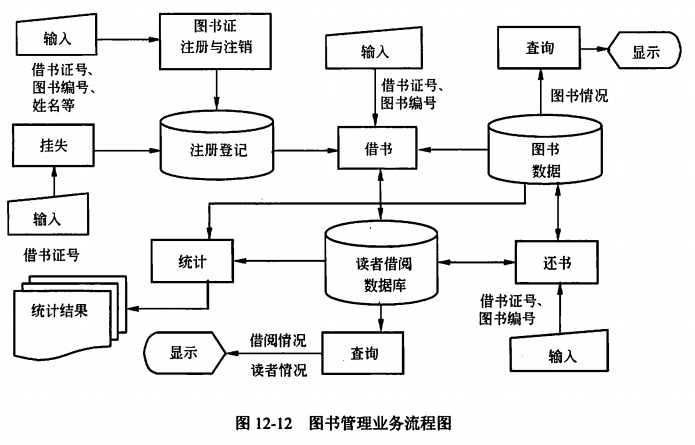 输入
图书证
注册与注销
借书证号、
图书编号、
姓名等
输入
借书证号、
图书编号
查询
显示
图书情况
挂失
注册登记
借书
图书
数据
输入
借书证号
统计
读者借阅
数据库
还书
统计结果
借书证号、
图书编号
显示
借阅情况
读者情况
查询
输入
图 12-12 图书管理业务流程图